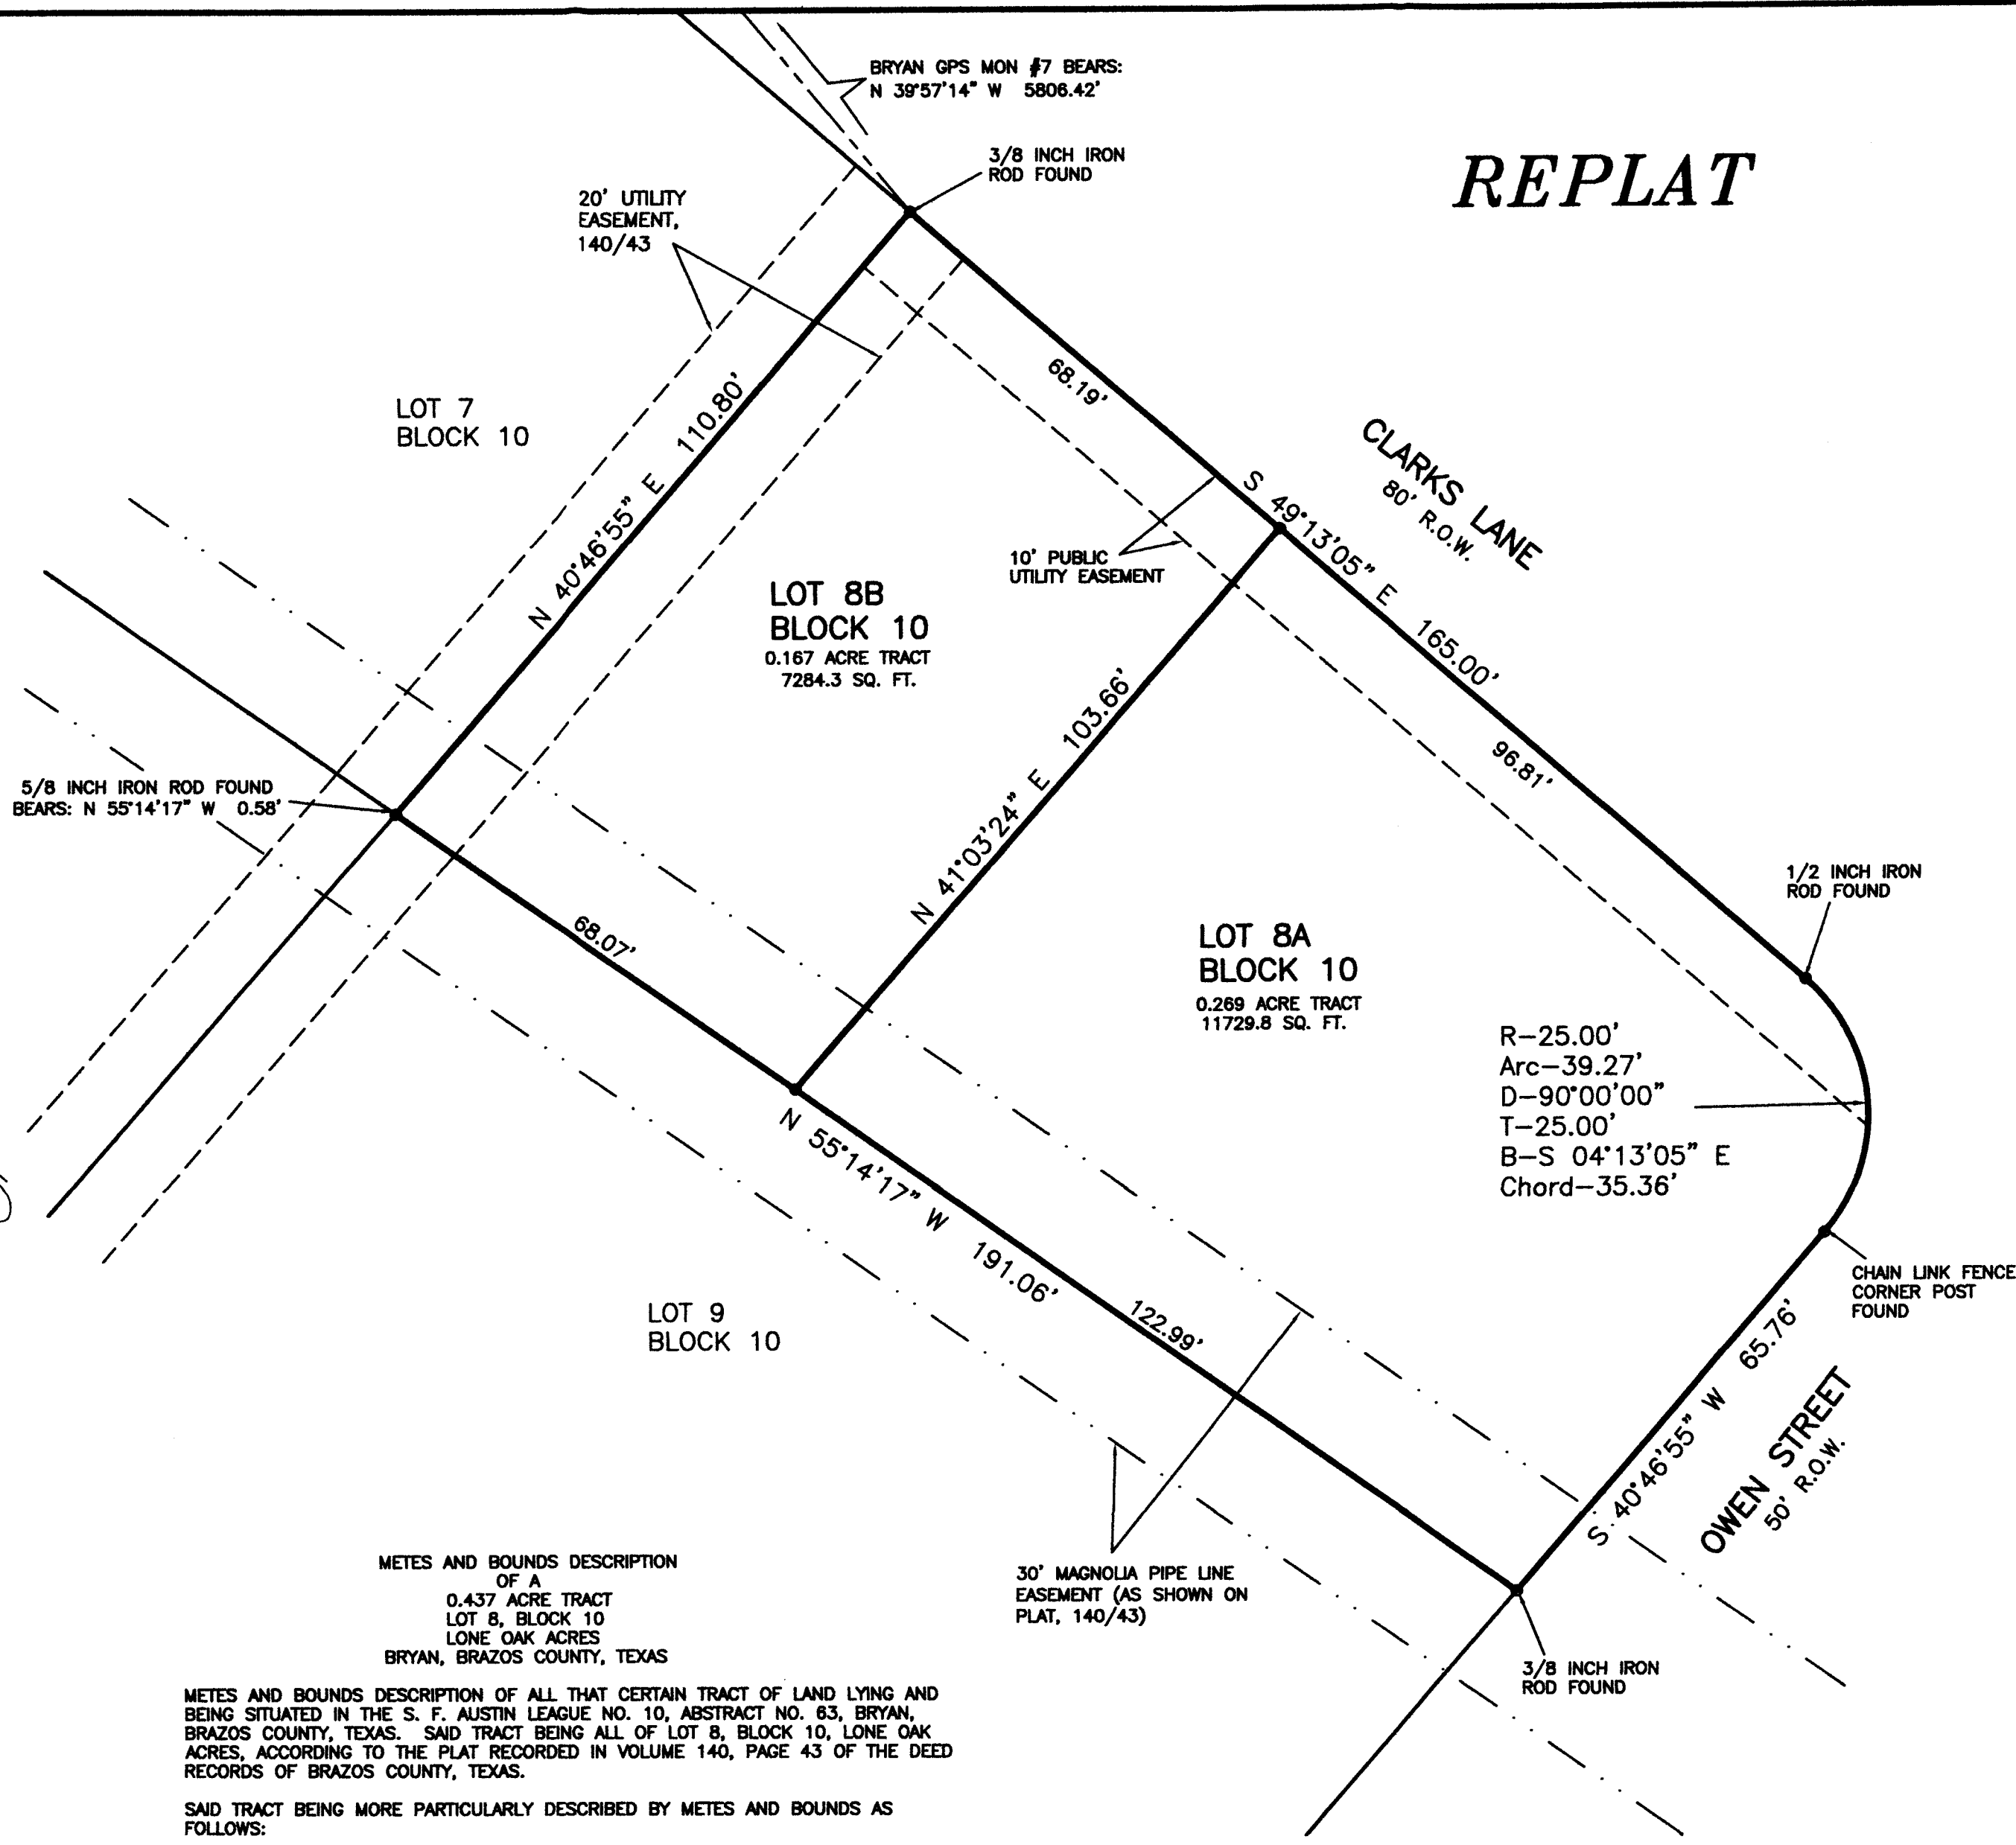 BRYAN GPS MON #7 BEARS:
N 39°57'14" W 5806.42'
3/8 INCH IRON
ROD FOUND
REPLAT
20' UTILITY
EASEMENT,
140/43
68.19'
LOT 7
BLOCK 10
N 40°46'55" E 110.80'
CLARKS LANE
80' R.O.W.
S 49°13'05" E 165.00'
10' PUBLIC
UTILITY EASEMENT
LOT 8B
BLOCK 10
0.167 ACRE TRACT
7284.3 SQ. FT.
N 41°03'24" E 103.66'
96.81'
5/8 INCH IRON ROD FOUND
BEARS: N 55°14'17" W 0.58'
1/2 INCH IRON
ROD FOUND
68.07'
LOT 8A
BLOCK 10
0.269 ACRE TRACT
11729.8 SQ. FT.
R-25.00'
Arc-39.27'
D-90°00'00"
T-25.00'
B-S 04°13'05" E
Chord-35.36'
N 55°14'17" W 191.06'
122.99'
CHAIN LINK FENCE
CORNER POST
FOUND
LOT 9
BLOCK 10
S 40°46'55" W 65.76'
OWEN STREET
50' R.O.W.
30' MAGNOLIA PIPE LINE
EASEMENT (AS SHOWN ON
PLAT, 140/43)
3/8 INCH IRON
ROD FOUND
METES AND BOUNDS DESCRIPTION
OF A
0.437 ACRE TRACT
LOT 8, BLOCK 10
LONE OAK ACRES
BRYAN, BRAZOS COUNTY, TEXAS
METES AND BOUNDS DESCRIPTION OF ALL THAT CERTAIN TRACT OF LAND LYING AND
BEING SITUATED IN THE S. F. AUSTIN LEAGUE NO. 10, ABSTRACT NO. 63, BRYAN,
BRAZOS COUNTY, TEXAS. SAID TRACT BEING ALL OF LOT 8, BLOCK 10, LONE OAK
ACRES, ACCORDING TO THE PLAT RECORDED IN VOLUME 140, PAGE 43 OF THE DEED
RECORDS OF BRAZOS COUNTY, TEXAS.
SAID TRACT BEING MORE PARTICULARLY DESCRIBED BY METES AND BOUNDS AS
FOLLOWS: